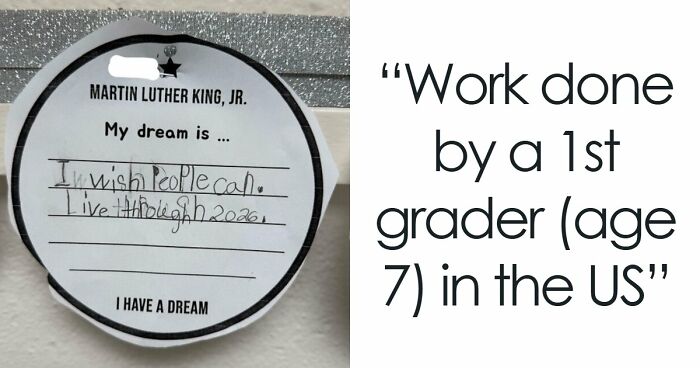 MARTIN LUTHER KING, JR.
My dream is ...
I wish People can.
Live through 2026.
I HAVE A DREAM
“Work done
by a 1st
grader (age
7) in the US”